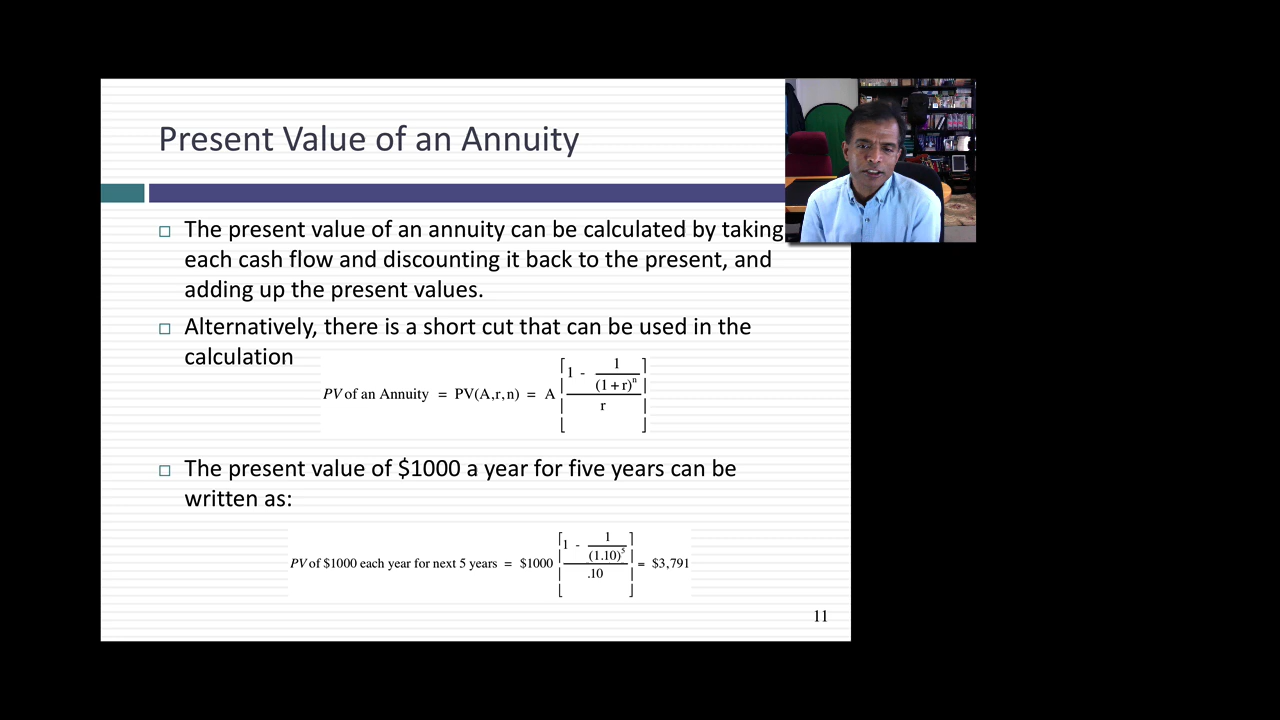 Present Value of an Annuity
□ The present value of an annuity can be calculated by taking
each cash flow and discounting it back to the present, and
adding up the present values.
□ Alternatively, there is a short cut that can be used in the
calculation
PV of an Annuity = PV(A,r,n) = A [(1 - 1/(1 + r)^n) / r]
□ The present value of $1000 a year for five years can be
written as:
PV of $1000 each year for next 5 years = $1000 [(1 - 1/(1.10)^5) / .10] = $3,791
11